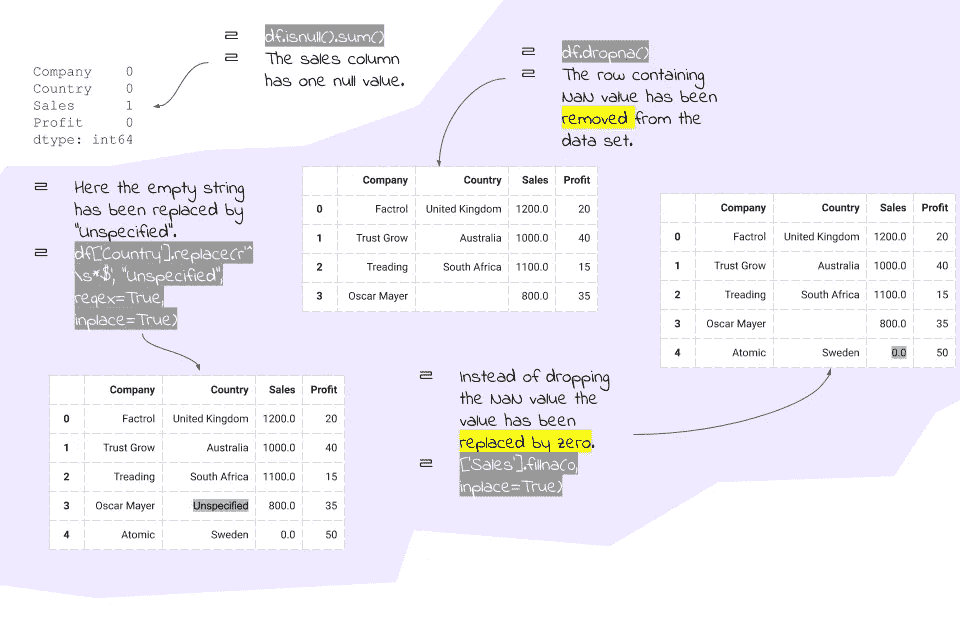 df.isnull().sum()
The sales column
has one null value.
Company 0
Country 0
Sales 1
Profit 0
dtype: int64
df.dropna()
The row containing
NaN value has been
removed from the
data set.
Company Country Sales Profit
0 Factrol United Kingdom 1200.0 20
1 Trust Grow Australia 1000.0 40
2 Treading South Africa 1100.0 15
3 Oscar Mayer 800.0 35
Here the empty string
has been replaced by
"unspecified".
df['Country'].replace(r'^
\s*$', "Unspecified",
regex=True,
inplace=True)
Company Country Sales Profit
0 Factrol United Kingdom 1200.0 20
1 Trust Grow Australia 1000.0 40
2 Treading South Africa 1100.0 15
3 Oscar Mayer Unspecified 800.0 35
4 Atomic Sweden 0.0 50
Company Country Sales Profit
0 Factrol United Kingdom 1200.0 20
1 Trust Grow Australia 1000.0 40
2 Treading South Africa 1100.0 15
3 Oscar Mayer 800.0 35
4 Atomic Sweden 0.0 50
Instead of dropping
the NaN value the
value has been
replaced by zero.
['Sales'].fillna(0,
inplace=True)